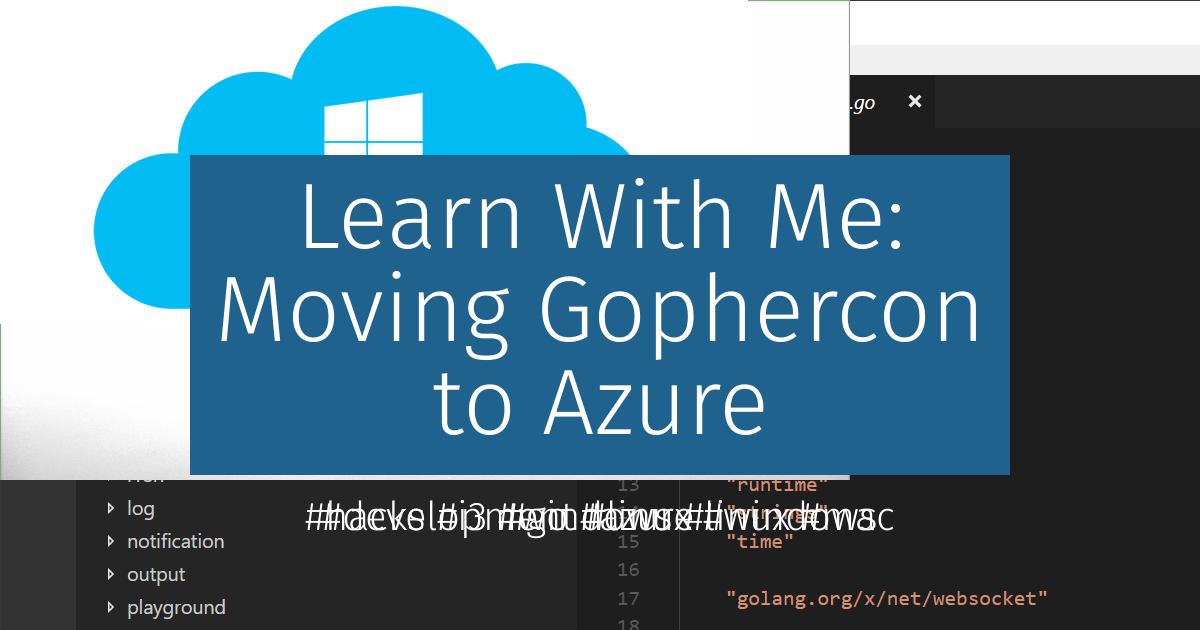 .go ×
Learn With Me:
Moving Gophercon
to Azure
13 "runtime"
log
15 "time"
notification
16
output
17 "golang.org/x/net/websocket"
playground
18